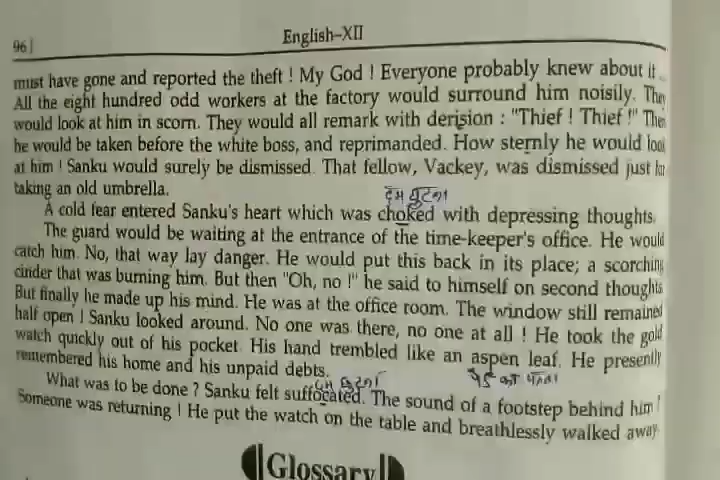 96]
English–XII
must have gone and reported the theft ! My God ! Everyone probably knew about it
All the eight hundred odd workers at the factory would surround him noisily. They
would look at him in scorn. They would all remark with derision : "Thief ! Thief !" Then
he would be taken before the white boss, and reprimanded. How sternly he would look
at him ! Sanku would surely be dismissed. That fellow, Vackey, was dismissed just for
taking an old umbrella.
दम घुटना
A cold fear entered Sanku's heart which was choked with depressing thoughts.
The guard would be waiting at the entrance of the time-keeper's office. He would
catch him. No, that way lay danger. He would put this back in its place; a scorching
cinder that was burning him. But then "Oh, no !" he said to himself on second thoughts
But finally he made up his mind. He was at the office room. The window still remained
half open ! Sanku looked around. No one was there, no one at all ! He took the gold
watch quickly out of his pocket. His hand trembled like an aspen leaf. He presently
remembered his home and his unpaid debts.
दम घुटना
What was to be done ? Sanku felt suffocated. The sound of a footstep behind him !
Someone was returning ! He put the watch on the table and breathlessly walked away.
Glossary